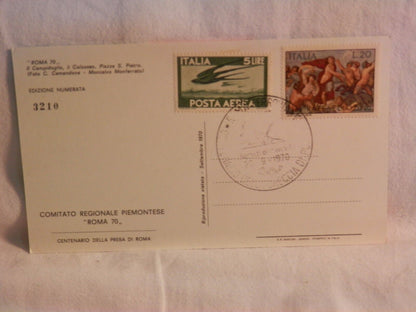 "ROMA 70„
Il Campidoglio, Il Colosseo, Piazza S. Pietro.
(Foto C. Camandona - Moncalvo Monferrato)
EDIZIONE NUMERATA
3210
COMITATO REGIONALE PIEMONTESE
"ROMA 70„
CENTENARIO DELLA PRESA DI ROMA
Riproduzione vietata - Settembre 1970
ITALIA
5 LIRE
POSTA AEREA
ITALIA
L.20
1970